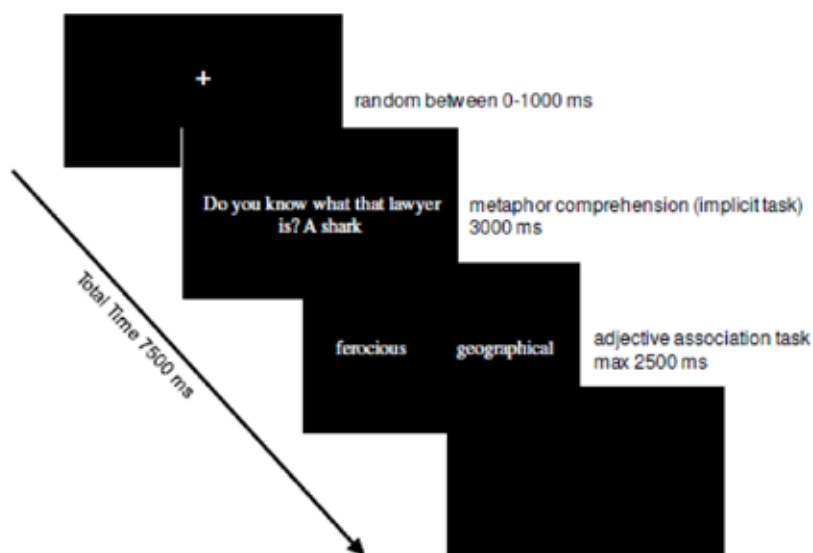 +
random between 0-1000 ms
Do you know what that lawyer
is? A shark
metaphor comprehension (implicit task)
3000 ms
ferocious geographical
adjective association task
max 2500 ms
Total Time 7500 ms